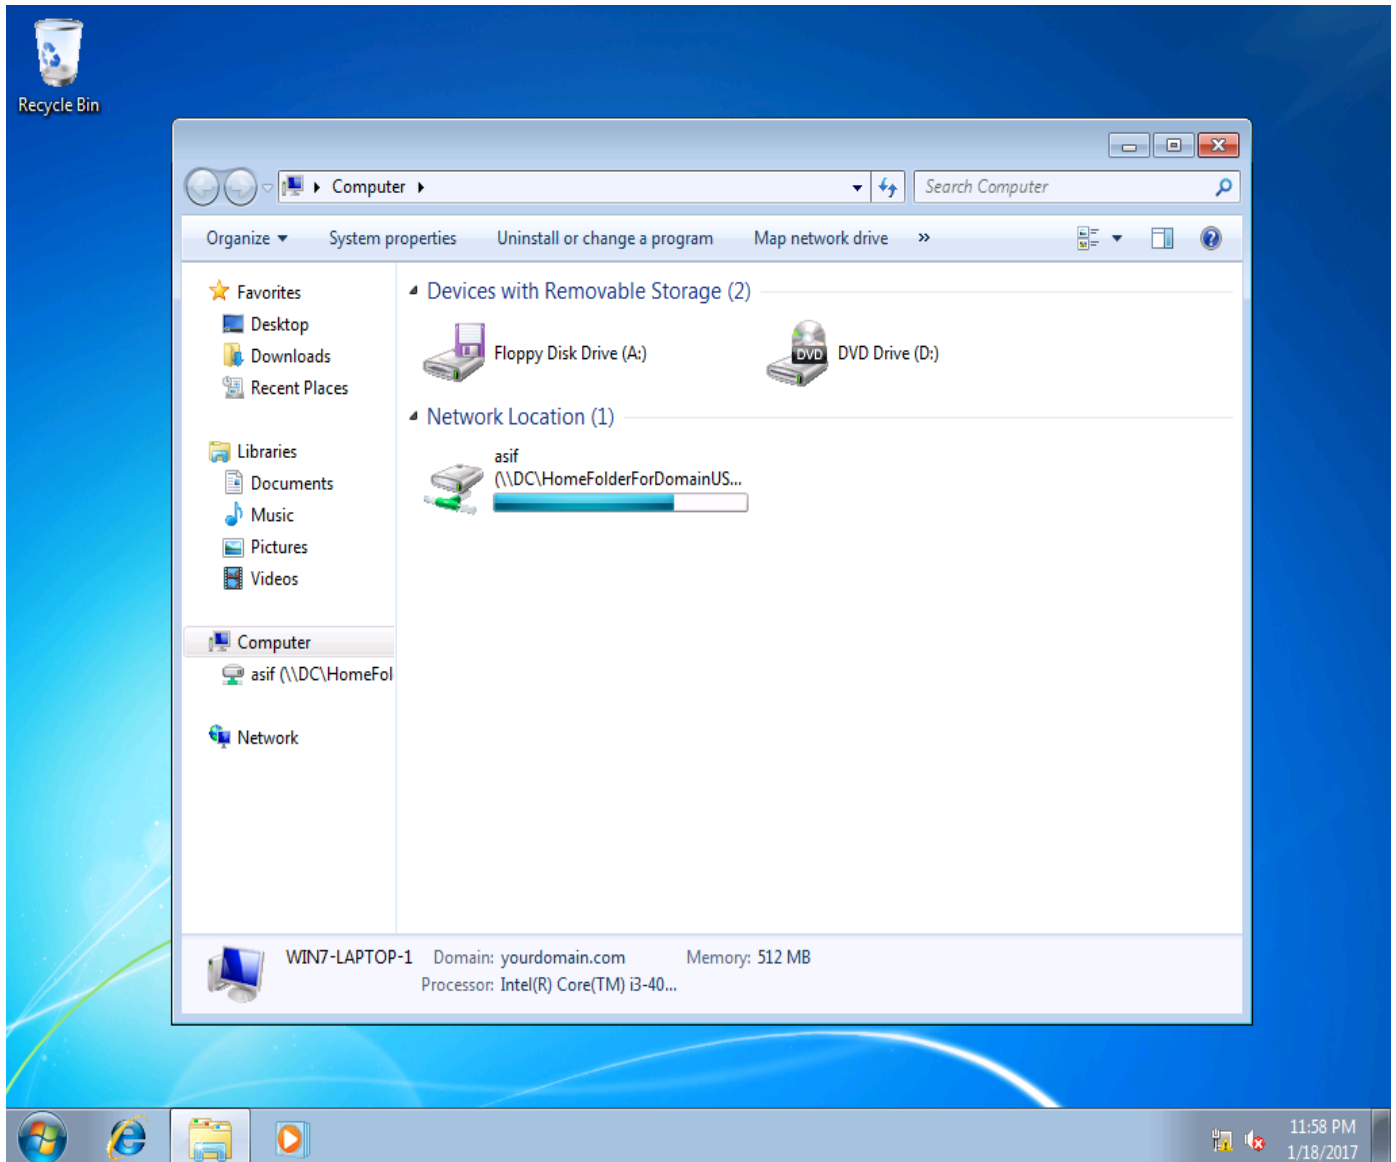 Recycle Bin
Computer
Search Computer
Organize
System properties
Uninstall or change a program
Map network drive
»
Favorites
Desktop
Downloads
Recent Places
Libraries
Documents
Music
Pictures
Videos
Computer
asif (\\DC\HomeFol
Network
Devices with Removable Storage (2)
Floppy Disk Drive (A:)
DVD
DVD Drive (D:)
Network Location (1)
asif
(\\DC\HomeFolderForDomainUS...
WIN7-LAPTOP-1 Domain: yourdomain.com Memory: 512 MB
Processor: Intel(R) Core(TM) i3-40...
11:58 PM
1/18/2017